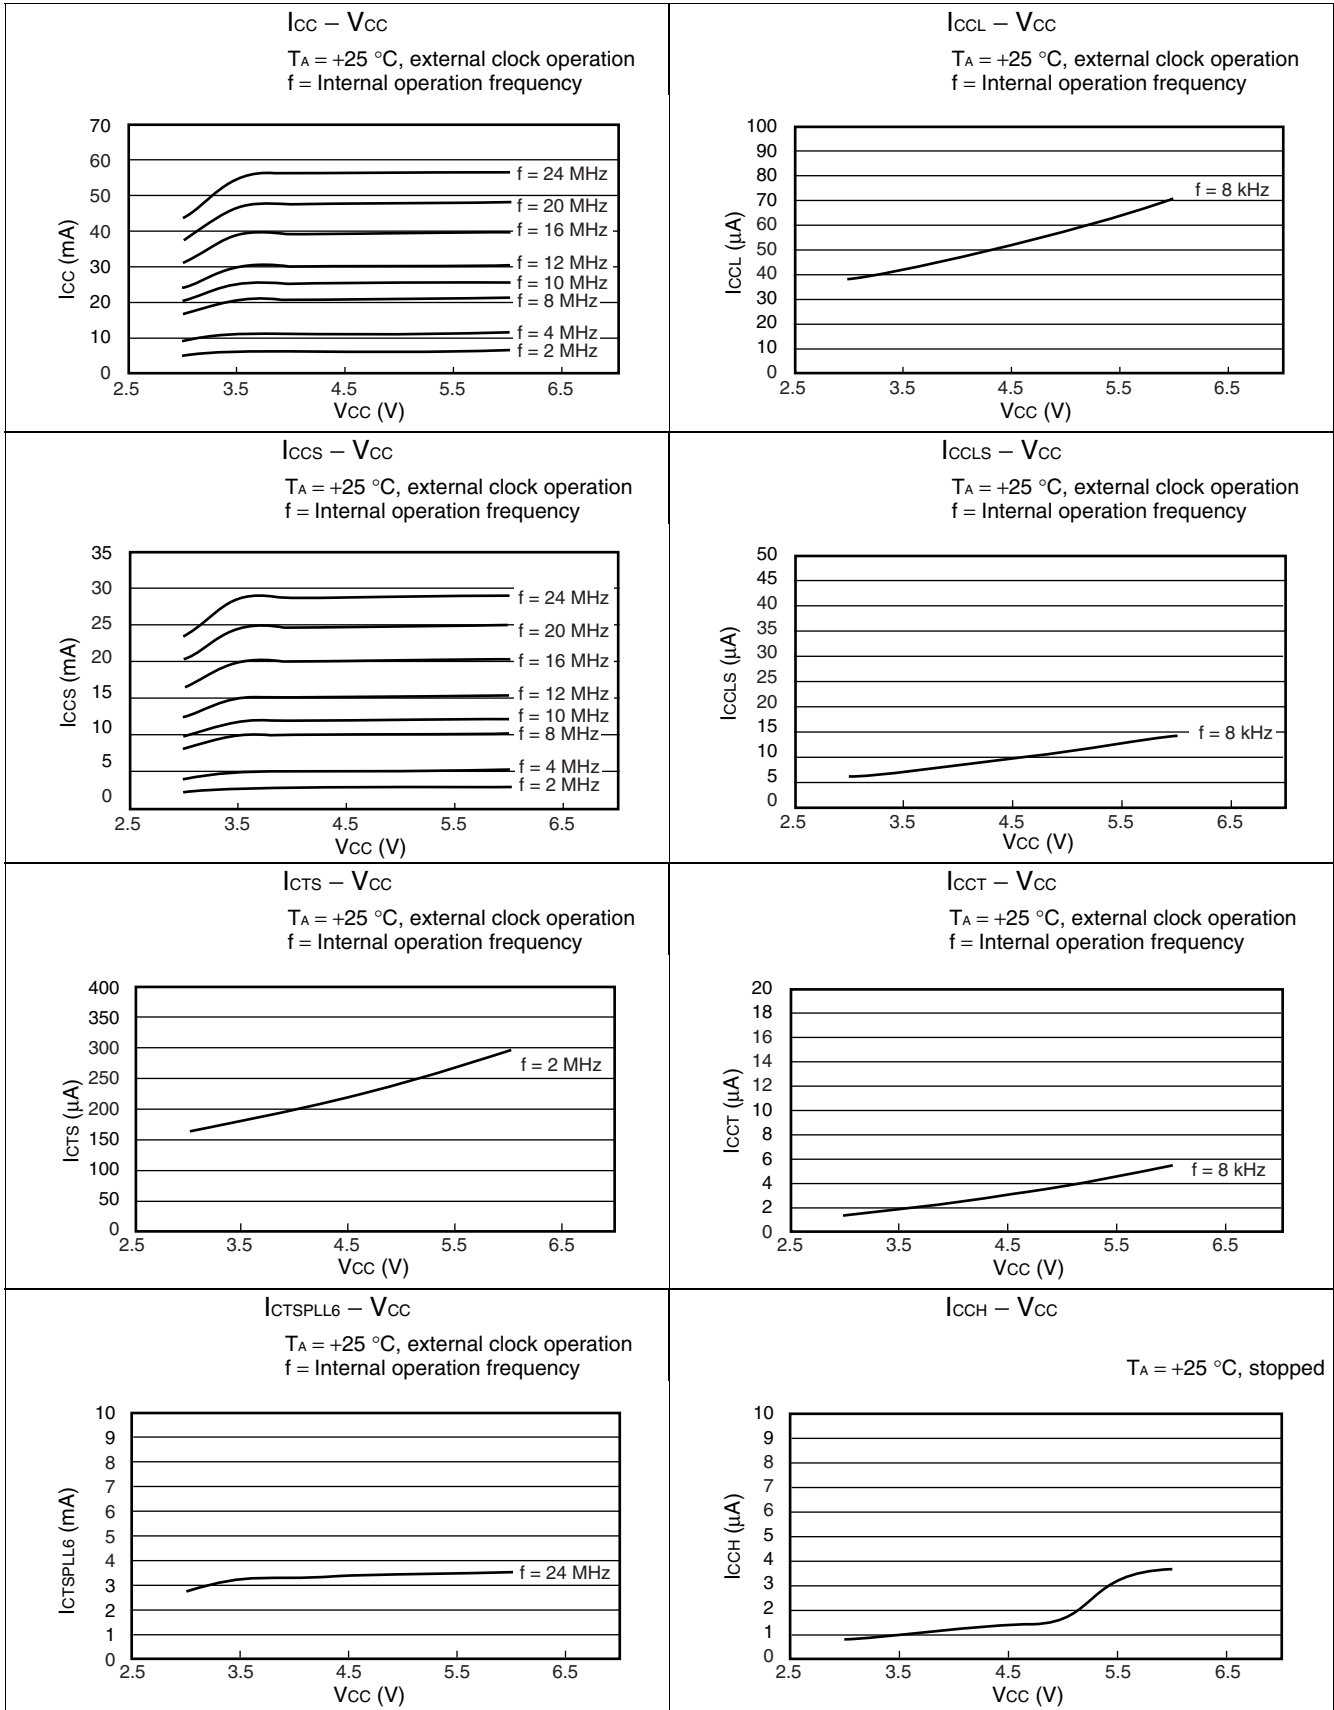 ICC – VCC
TA = +25 °C, external clock operation
f = Internal operation frequency
70
60
50
40
30
20
10
0
ICC (mA)
f = 24 MHz
f = 20 MHz
f = 16 MHz
f = 12 MHz
f = 10 MHz
f = 8 MHz
f = 4 MHz
f = 2 MHz
2.5 3.5 4.5 5.5 6.5
VCC (V)
ICCL – VCC
TA = +25 °C, external clock operation
f = Internal operation frequency
100
90
80
70
60
50
40
30
20
10
0
ICCL (µA)
f = 8 kHz
2.5 3.5 4.5 5.5 6.5
VCC (V)
ICCS – VCC
TA = +25 °C, external clock operation
f = Internal operation frequency
35
30
25
20
15
10
5
0
ICCS (mA)
f = 24 MHz
f = 20 MHz
f = 16 MHz
f = 12 MHz
f = 10 MHz
f = 8 MHz
f = 4 MHz
f = 2 MHz
2.5 3.5 4.5 5.5 6.5
VCC (V)
ICCLS – VCC
TA = +25 °C, external clock operation
f = Internal operation frequency
50
45
40
35
30
25
20
15
10
5
0
ICCLS (µA)
f = 8 kHz
2.5 3.5 4.5 5.5 6.5
VCC (V)
ICTS – VCC
TA = +25 °C, external clock operation
f = Internal operation frequency
400
350
300
250
200
150
100
50
0
ICTS (µA)
f = 2 MHz
2.5 3.5 4.5 5.5 6.5
VCC (V)
ICCT – VCC
TA = +25 °C, external clock operation
f = Internal operation frequency
20
18
16
14
12
10
8
6
4
2
0
ICCT (µA)
f = 8 kHz
2.5 3.5 4.5 5.5 6.5
VCC (V)
ICTSPLL6 – VCC
TA = +25 °C, external clock operation
f = Internal operation frequency
10
9
8
7
6
5
4
3
2
1
0
ICTSPLL6 (mA)
f = 24 MHz
2.5 3.5 4.5 5.5 6.5
VCC (V)
ICCH – VCC
TA = +25 °C, stopped
10
9
8
7
6
5
4
3
2
1
0
ICCH (µA)
2.5 3.5 4.5 5.5 6.5
VCC (V)